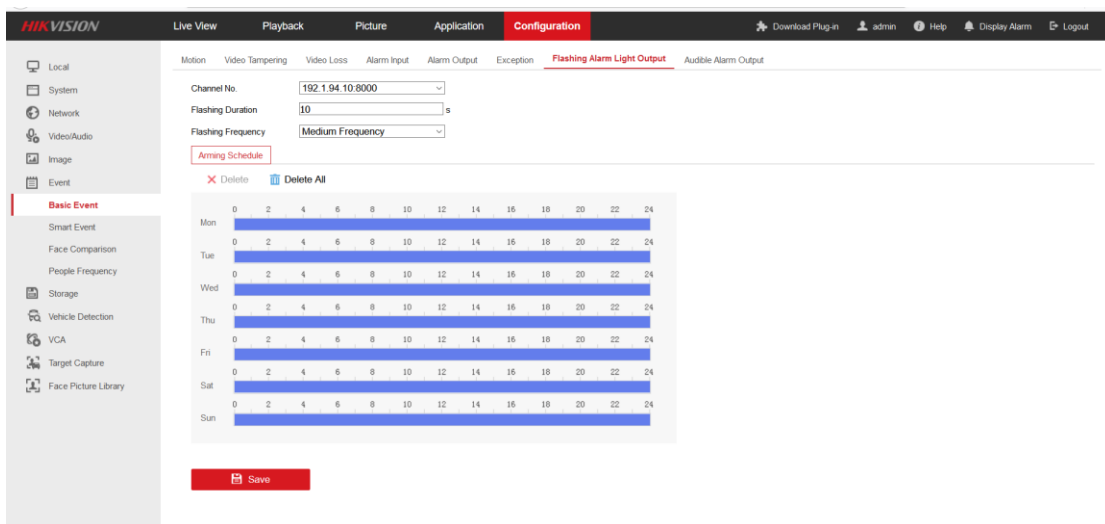 HIKVISION Live View Playback Picture Application Configuration Download Plug-in admin Help Display Alarm Logout
Local
System
Network
Video/Audio
Image
Event
Basic Event
Smart Event
Face Comparison
People Frequency
Storage
Vehicle Detection
VCA
Target Capture
Face Picture Library
Motion Video Tampering Video Loss Alarm Input Alarm Output Exception Flashing Alarm Light Output Audible Alarm Output
Channel No. 192.1.94.10:8000
Flashing Duration 10 s
Flashing Frequency Medium Frequency
Arming Schedule
Delete Delete All
0 2 4 6 8 10 12 14 16 18 20 22 24
Mon
0 2 4 6 8 10 12 14 16 18 20 22 24
Tue
0 2 4 6 8 10 12 14 16 18 20 22 24
Wed
0 2 4 6 8 10 12 14 16 18 20 22 24
Thu
0 2 4 6 8 10 12 14 16 18 20 22 24
Fri
0 2 4 6 8 10 12 14 16 18 20 22 24
Sat
0 2 4 6 8 10 12 14 16 18 20 22 24
Sun
Save